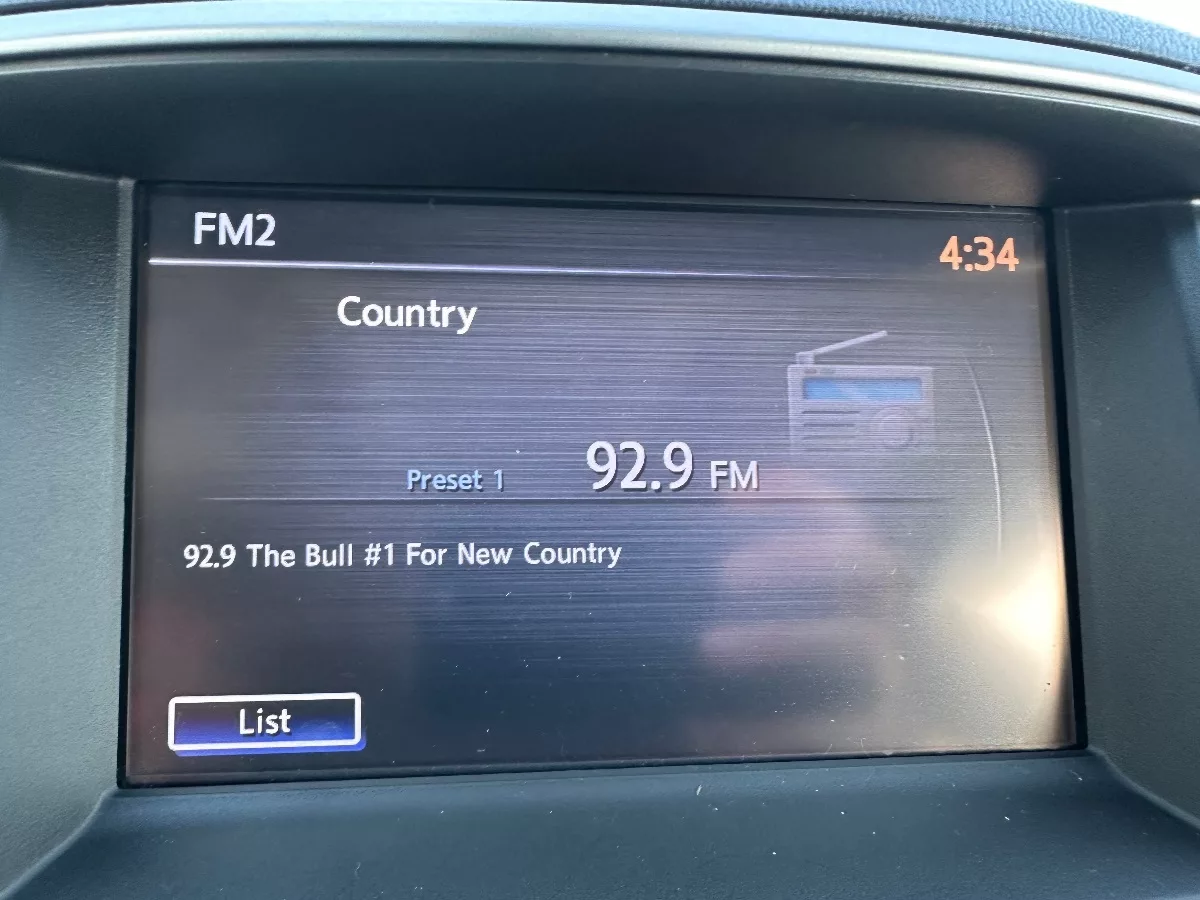 FM2
4:34
Country
Preset 1 92.9 FM
92.9 The Bull #1 For New Country
List